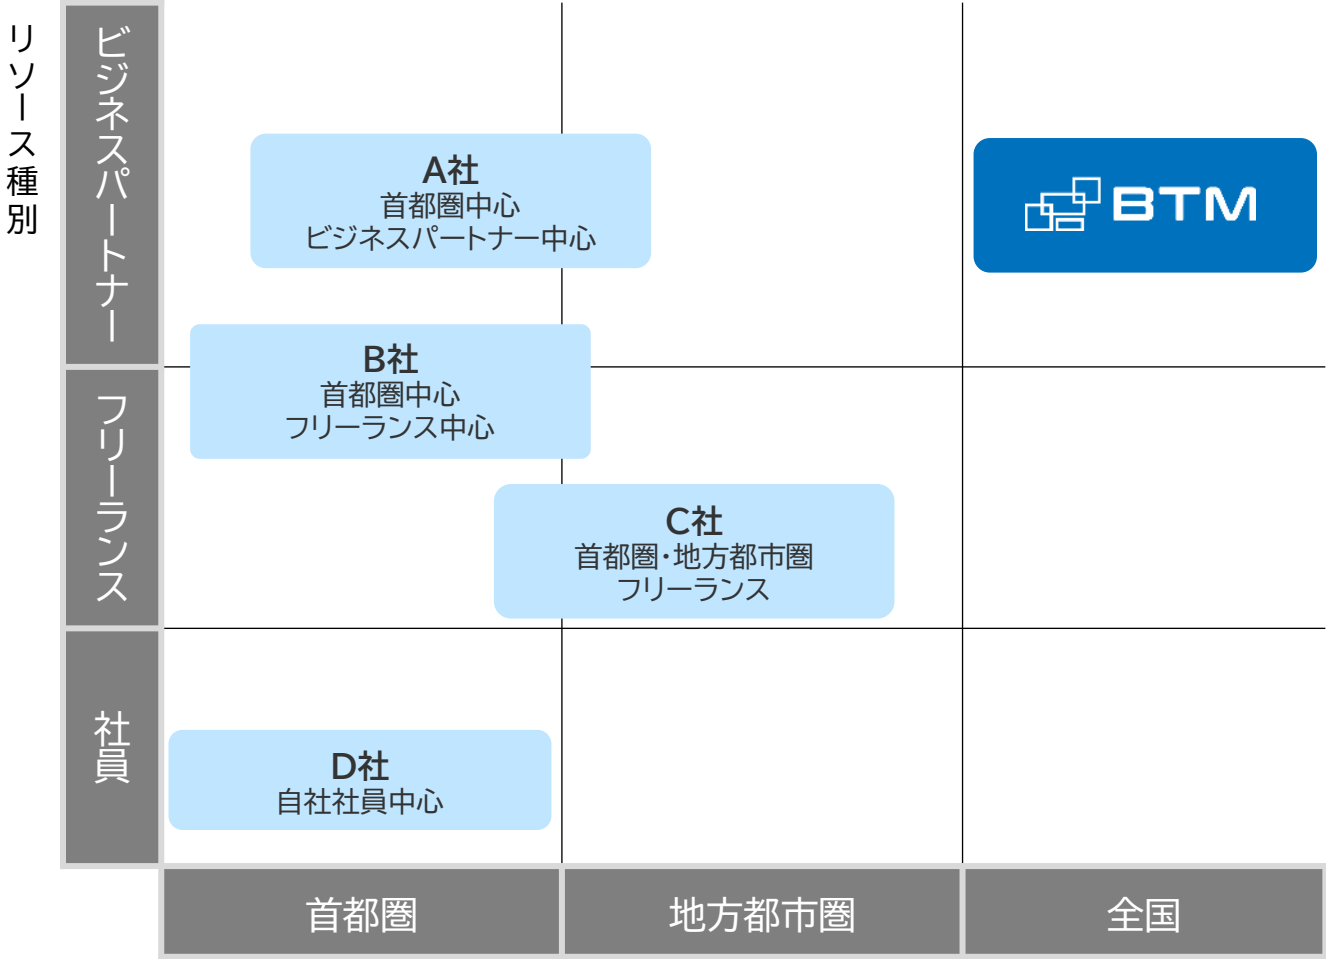 リソース種別
ビジネスパートナー
フリーランス
社員
A社
首都圏中心
ビジネスパートナー中心
BTM
B社
首都圏中心
フリーランス中心
C社
首都圏・地方都市圏
フリーランス
D社
自社社員中心
首都圏
地方都市圏
全国